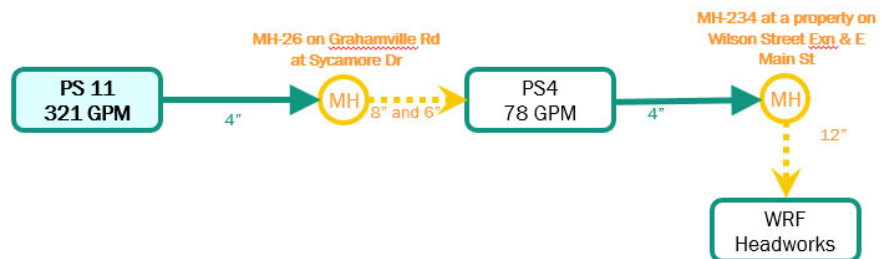 MH-26 on Grahamville Rd
at Sycamore Dr
MH-234 at a property on
Wilson Street Exn & E
Main St
PS 11
321 GPM
4”
MH
8” and 6”
PS4
78 GPM
4”
MH
12”
WRF
Headworks